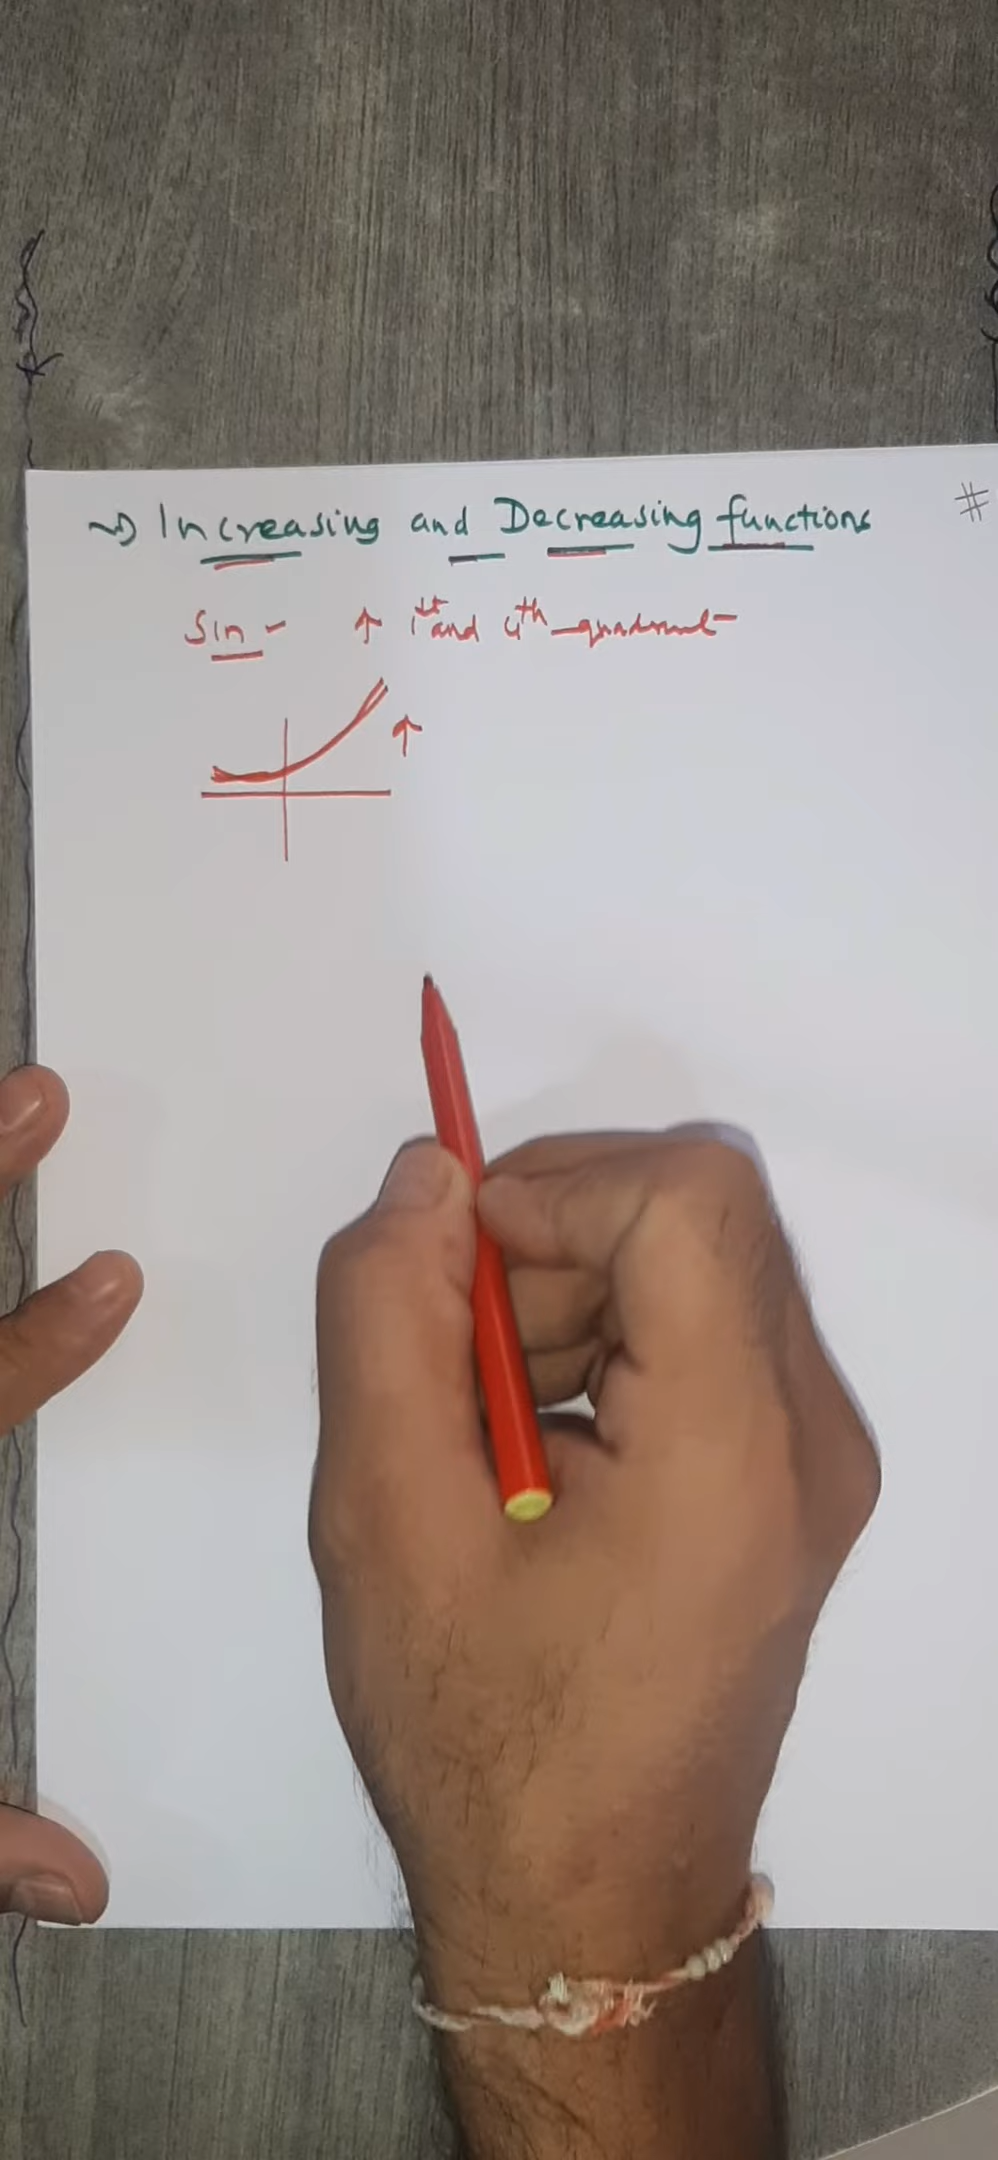 ~> Increasing and Decreasing functions #
Sin - ↑ 1st and 4th quadrant
↑